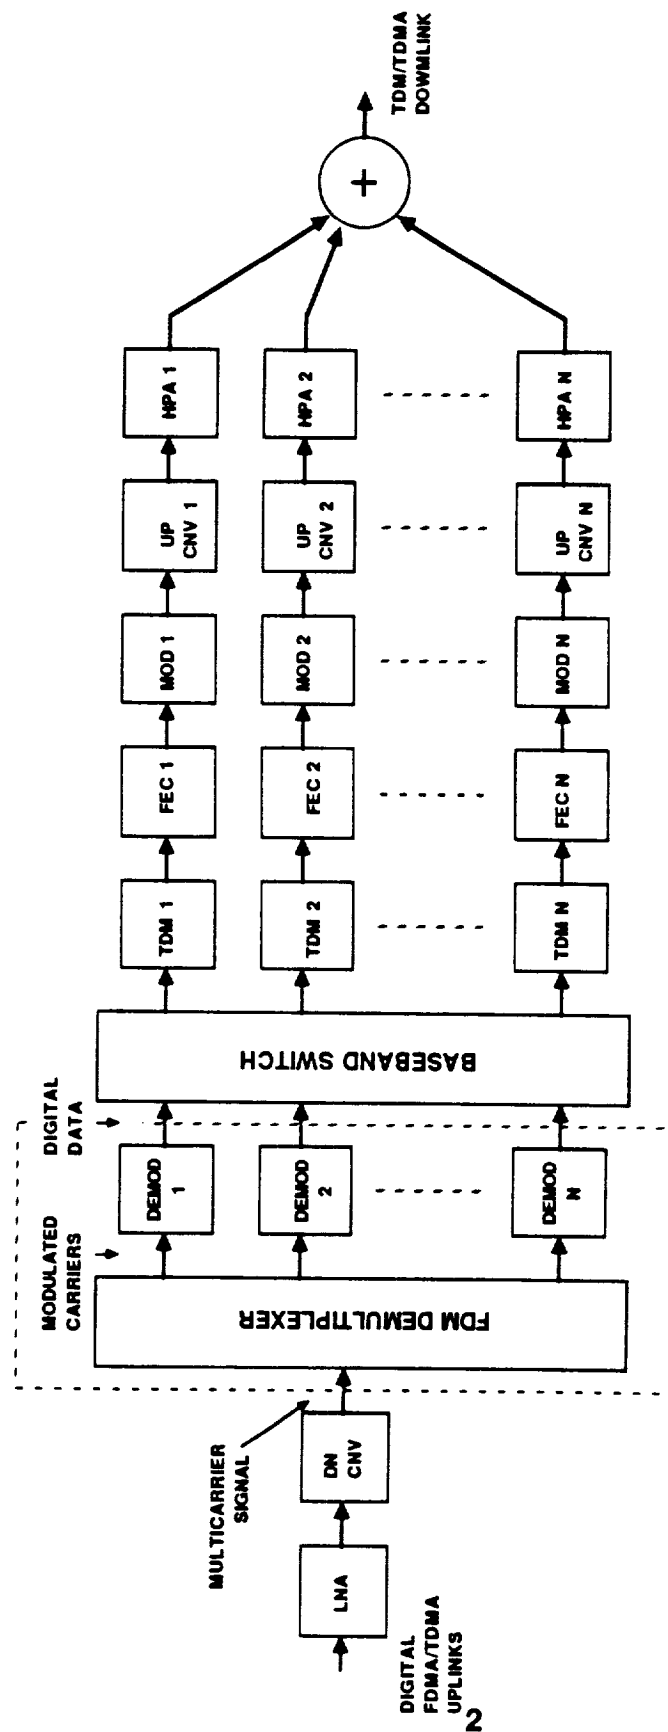 DIGITAL
FDMA/TDMA
UPLINKS
LNA
DN
CNV
MULTICARRIER
SIGNAL
FDM DEMULTIPLEXER
MODULATED
CARRIERS
DEMOD
1
DEMOD
2
DEMOD
N
DIGITAL
DATA
BASEBAND SWITCH
TDM 1
FEC 1
MOD 1
UP
CNV 1
HPA 1
TDM 2
FEC 2
MOD 2
UP
CNV 2
HPA 2
TDM N
FEC N
MOD N
UP
CNV N
HPA N
+
TDM/TDMA
DOWMLINK
2